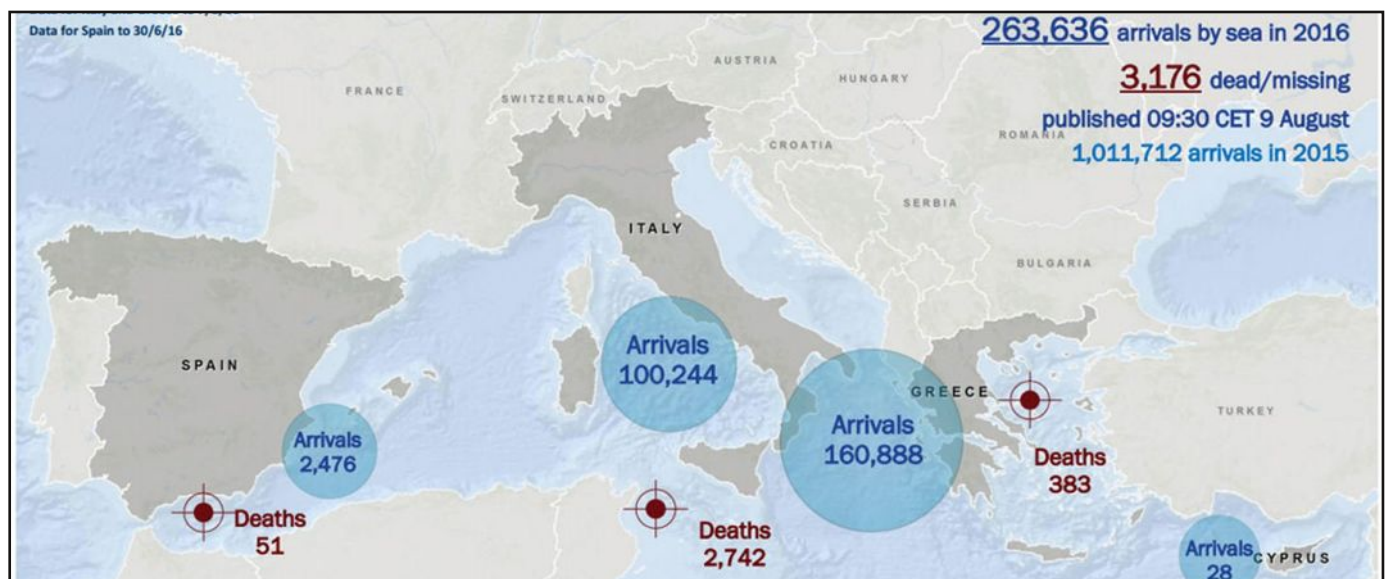 Data for Spain to 30/6/16
263,636 arrivals by sea in 2016
3,176 dead/missing
published 09:30 CET 9 August
1,011,712 arrivals in 2015
AUSTRIA
HUNGARY
FRANCE
SWITZERLAND
ROMANIA
CROATIA
SERBIA
ITALY
BULGARIA
SPAIN
Arrivals
100,244
GREECE
TURKEY
Arrivals
2,476
Arrivals
160,888
Deaths
383
Deaths
51
Deaths
2,742
Arrivals
28
CYPRUS